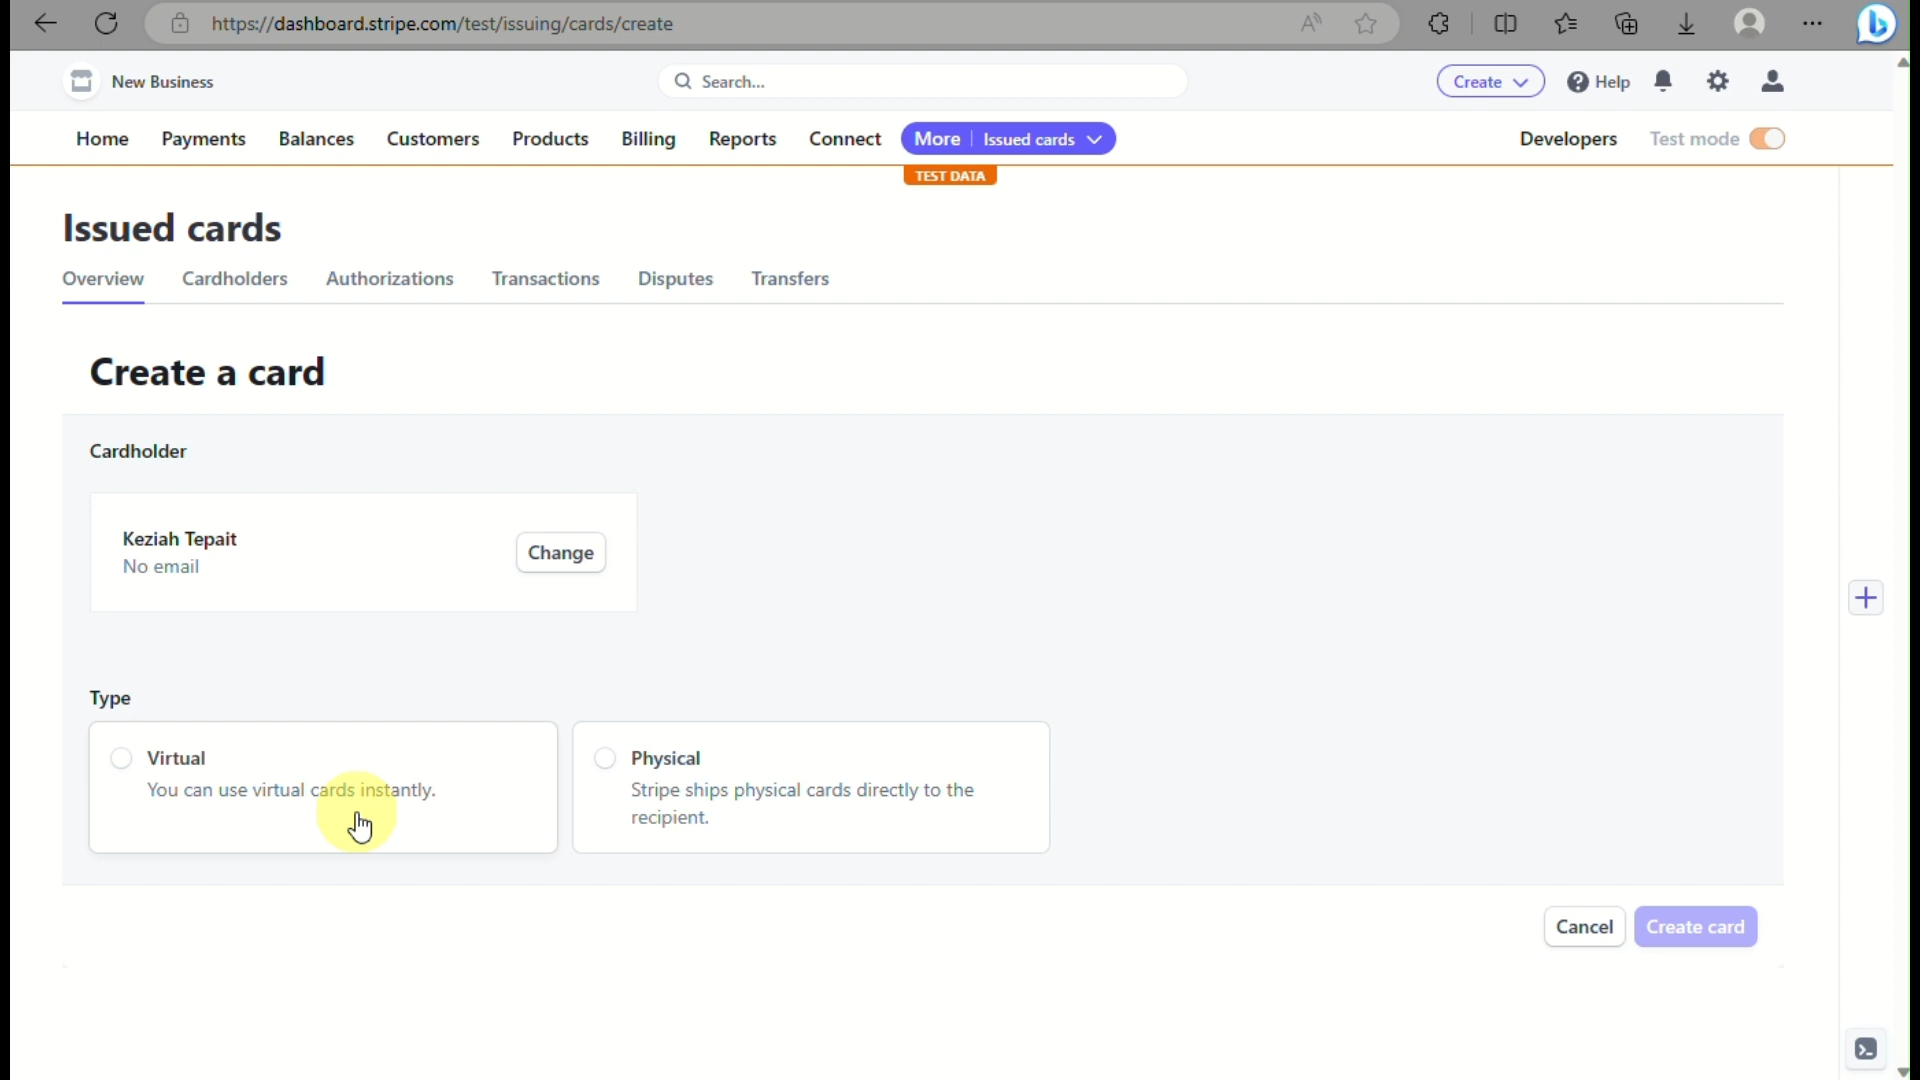 https://dashboard.stripe.com/test/issuing/cards/create
New Business
Search...
Create
Help
Home Payments Balances Customers Products Billing Reports Connect More Issued cards Developers Test mode
TEST DATA
Issued cards
Overview Cardholders Authorizations Transactions Disputes Transfers
Create a card
Cardholder
Keziah Tepait
No email
Change
Type
Virtual
You can use virtual cards instantly.
Physical
Stripe ships physical cards directly to the
recipient.
Cancel Create card